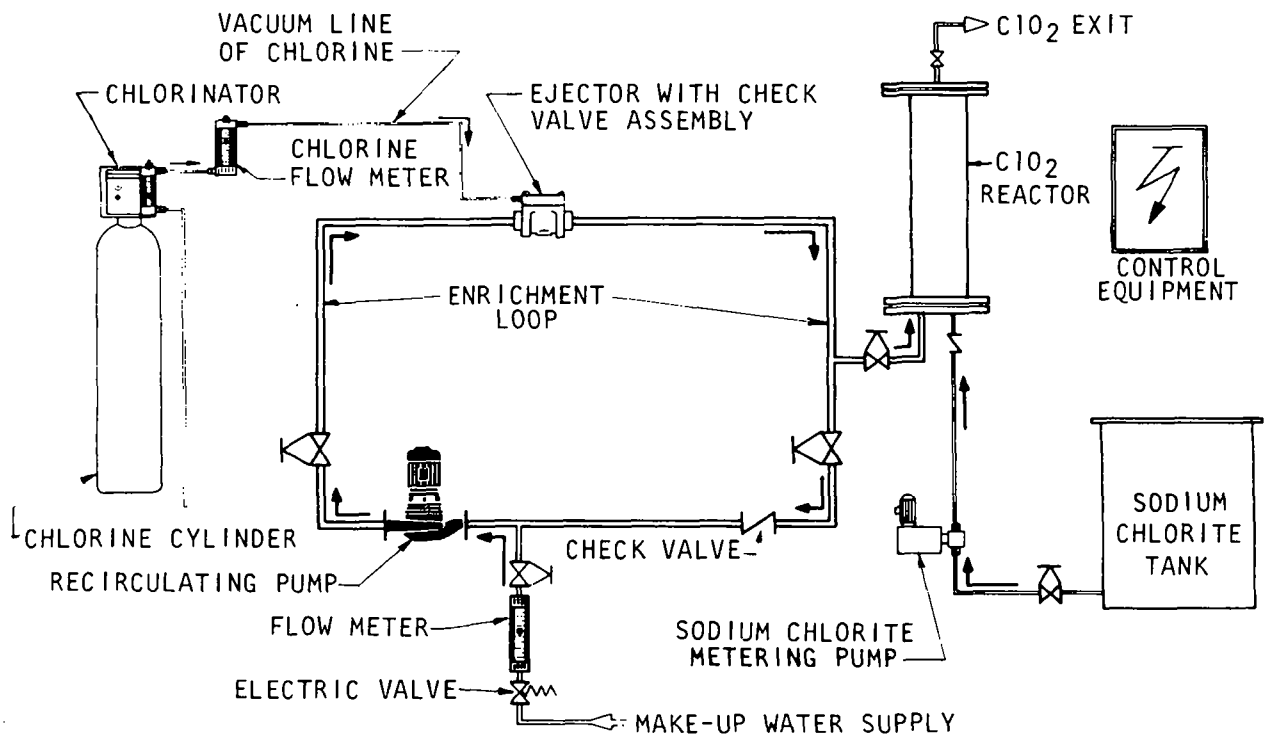 VACUUM LINE
OF CHLORINE
ClO2 EXIT
CHLORINATOR
EJECTOR WITH CHECK
VALVE ASSEMBLY
CHLORINE
FLOW METER
ClO2
REACTOR
CONTROL
EQUIPMENT
ENRICHMENT
LOOP
SODIUM
CHLORITE
TANK
CHLORINE CYLINDER
CHECK VALVE
RECIRCULATING PUMP
FLOW METER
SODIUM CHLORITE
METERING PUMP
ELECTRIC VALVE
MAKE-UP WATER SUPPLY